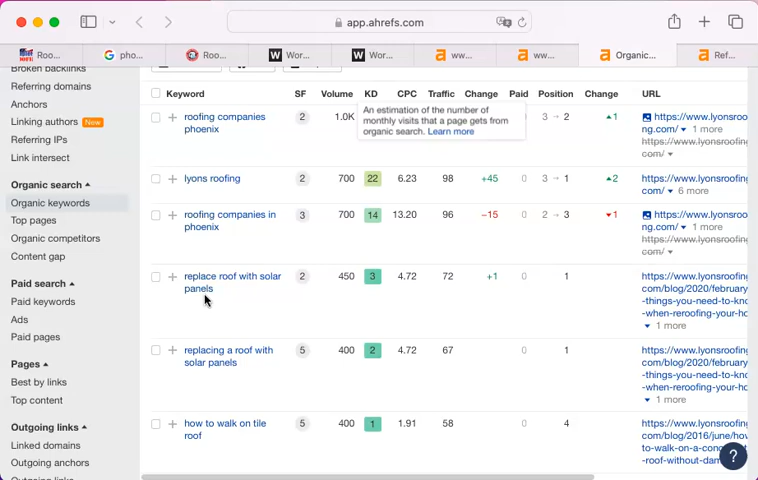 app.ahrefs.com
Roo...
pho...
Roo...
Wor...
Wor...
ww...
ww...
Organic...
Ref...
Broken backlinks
Referring domains
Anchors
Linking authors New
Referring IPs
Link intersect
Organic search
Organic keywords
Top pages
Organic competitors
Content gap
Paid search
Paid keywords
Ads
Paid pages
Pages
Best by links
Top content
Outgoing links
Linked domains
Outgoing anchors
Outgoing links
Keyword SF Volume KD CPC Traffic Change Paid Position Change URL
An estimation of the number of
monthly visits that a page gets from
organic search. Learn more
roofing companies
phoenix
2 1.0K 3 → 2 1
https://www.lyonsroo
ng.com/ 1 more
https://www.lyonsroofing
com/
lyons roofing 2 700 22 6.23 98 +45 0 3 → 1 2
https://www.lyonsroofing
com/ 6 more
roofing companies in
phoenix
3 700 14 13.20 96 −15 0 2 → 3 1
https://www.lyonsroo
ng.com/ 1 more
https://www.lyonsroofing
com/
replace roof with solar
panels
2 450 3 4.72 72 +1 0 1
https://www.lyonsroofing
com/blog/2020/february
-things-you-need-to-kno
-when-reroofing-your-ho
1 more
replacing a roof with
solar panels
5 400 2 4.72 67 0 1
https://www.lyonsroofing
com/blog/2020/february
-things-you-need-to-kno
-when-reroofing-your-ho
1 more
how to walk on tile
roof
5 400 1 1.91 58 0 4
https://www.lyonsroofing
com/blog/2016/june/how
to-walk-on-a-conc
-roof-without-dam
?